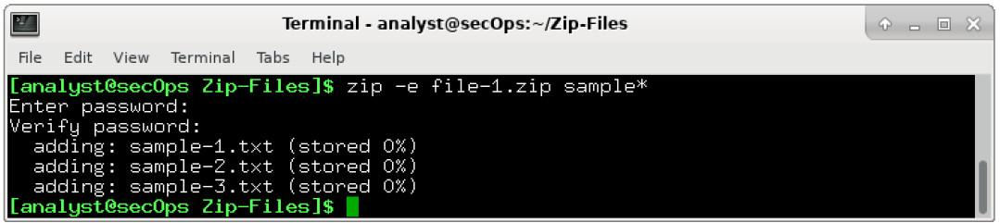 Terminal - analyst@secOps:~/Zip-Files
File Edit View Terminal Tabs Help
[analyst@secOps Zip-Files]$ zip -e file-1.zip sample*
Enter password:
Verify password:
  adding: sample-1.txt (stored 0%)
  adding: sample-2.txt (stored 0%)
  adding: sample-3.txt (stored 0%)
[analyst@secOps Zip-Files]$